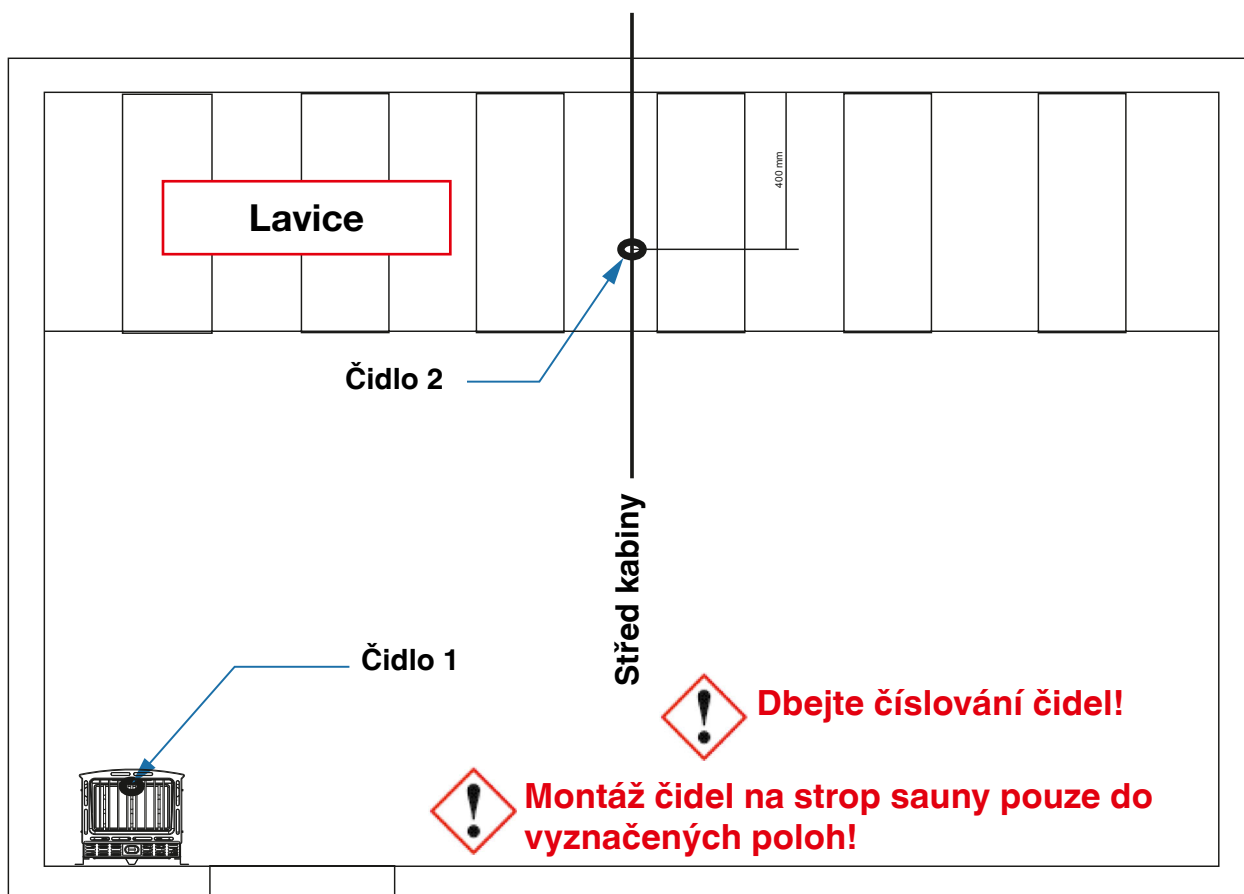 400 mm
Lavice
Čidlo 2
Střed kabiny
Čidlo 1
Dbejte číslování čidel!
Montáž čidel na strop sauny pouze do
vyznačených poloh!